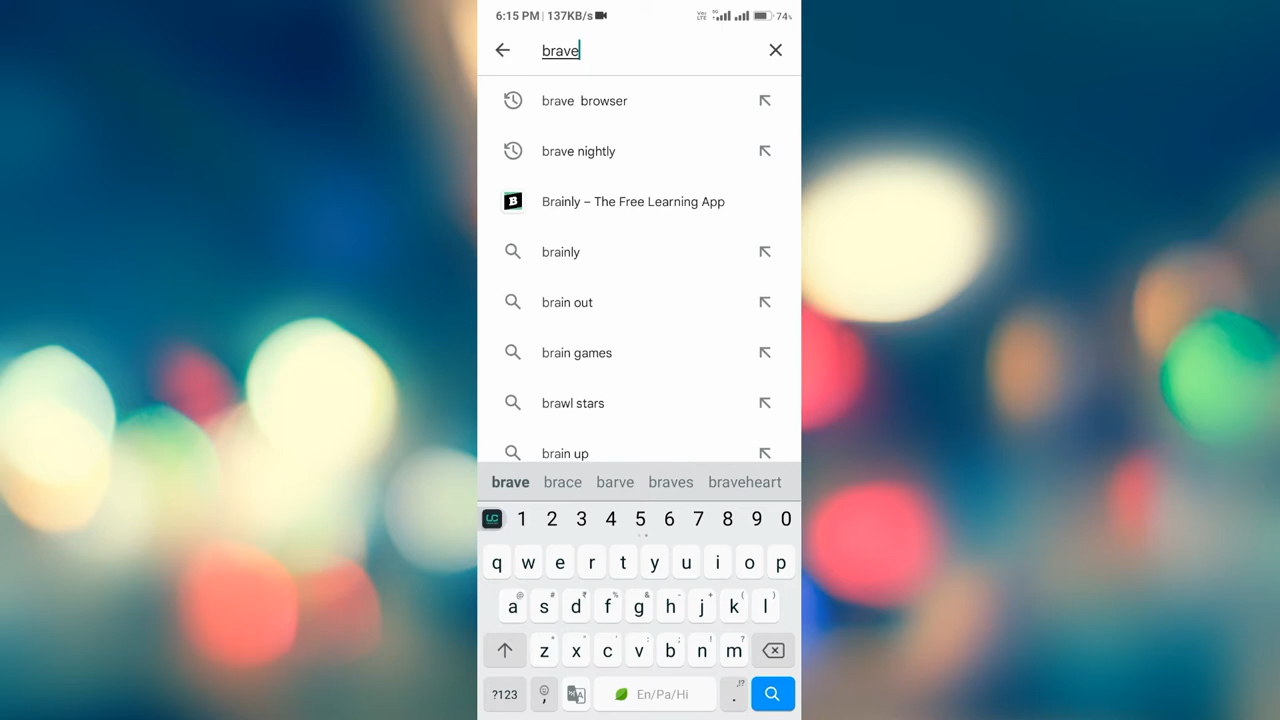 6:15 PM | 137KB/s 74%
brave
brave browser
brave nightly
Brainly – The Free Learning App
brainly
brain out
brain games
brawl stars
brain up
brave brace barve braves braveheart
1 2 3 4 5 6 7 8 9 0
q w e r t y u i o p
a s d f g h j k l
z x c v b n m
?123 , En/Pa/Hi .